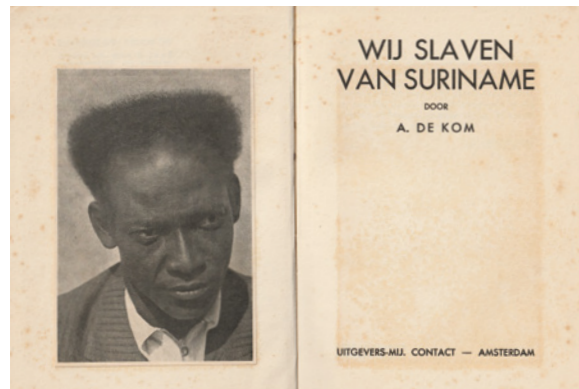 WIJ SLAVEN
VAN SURINAME
DOOR
A. DE KOM
UITGEVERS-MIJ. CONTACT — AMSTERDAM